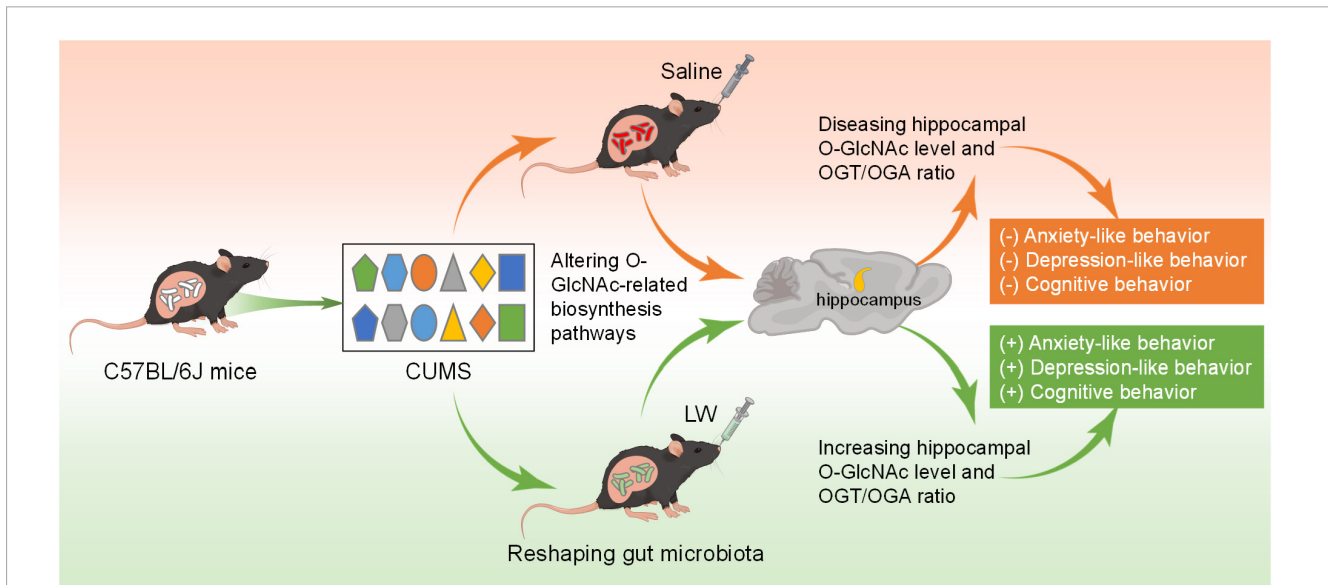 Saline
Diseasing hippocampal
O-GlcNAc level and
OGT/OGA ratio
(-) Anxiety-like behavior
(-) Depression-like behavior
(-) Cognitive behavior
Altering O-
GlcNAc-related
biosynthesis
pathways
hippocampus
C57BL/6J mice
CUMS
(+) Anxiety-like behavior
(+) Depression-like behavior
(+) Cognitive behavior
LW
Increasing hippocampal
O-GlcNAc level and
OGT/OGA ratio
Reshaping gut microbiota